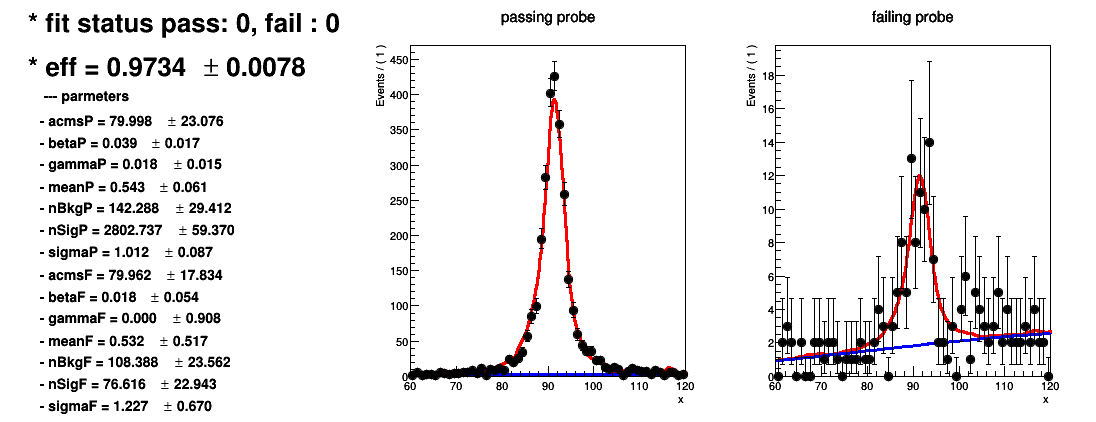 * fit status pass: 0, fail : 0
* eff = 0.9734 ± 0.0078
--- parmeters
- acmsP = 79.998 ± 23.076
- betaP = 0.039 ± 0.017
- gammaP = 0.018 ± 0.015
- meanP = 0.543 ± 0.061
- nBkgP = 142.288 ± 29.412
- nSigP = 2802.737 ± 59.370
- sigmaP = 1.012 ± 0.087
- acmsF = 79.962 ± 17.834
- betaF = 0.018 ± 0.054
- gammaF = 0.000 ± 0.908
- meanF = 0.532 ± 0.517
- nBkgF = 108.388 ± 23.562
- nSigF = 76.616 ± 22.943
- sigmaF = 1.227 ± 0.670
passing probe
Events / ( 1 )
450
400
350
300
250
200
150
100
50
0
60 70 80 90 100 110 120
x
failing probe
Events / ( 1 )
18
16
14
12
10
8
6
4
2
0
60 70 80 90 100 110 120
x